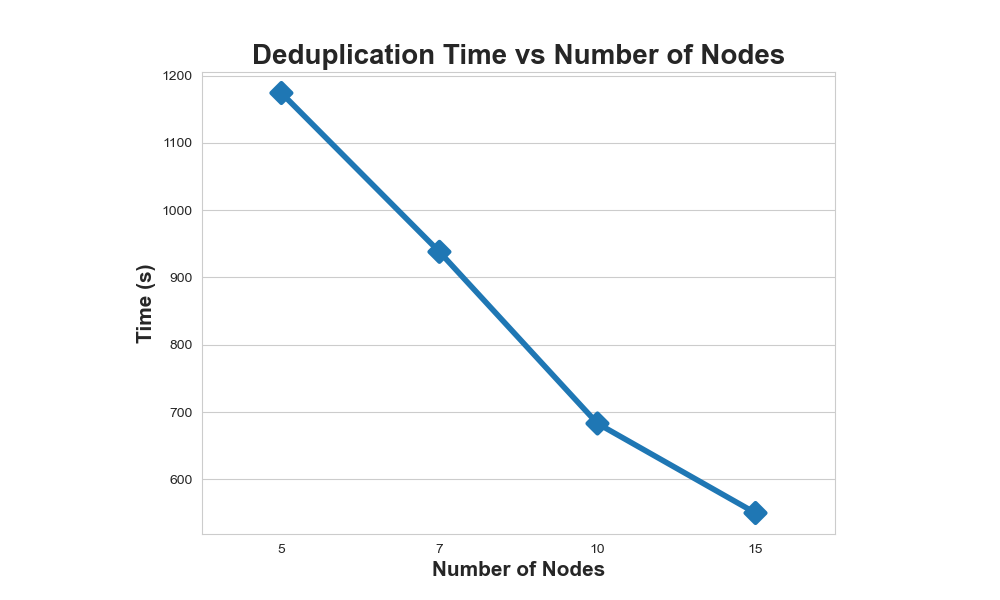 Deduplication Time vs Number of Nodes
1200
1100
1000
900
800
700
600
Time (s)
5 7 10 15
Number of Nodes